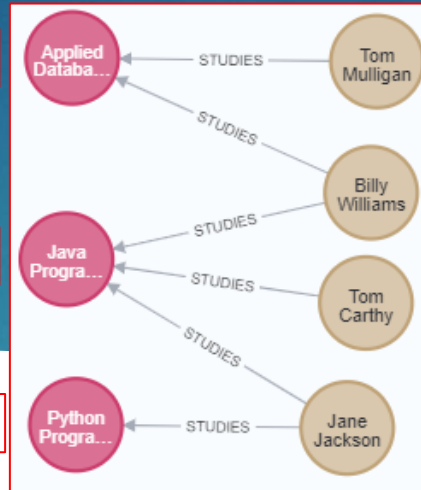 Applied
Databa...
STUDIES
Tom
Mulligan
STUDIES
Billy
Williams
STUDIES
Java
Progra...
STUDIES
Tom
Carthy
STUDIES
Python
Progra...
STUDIES
Jane
Jackson